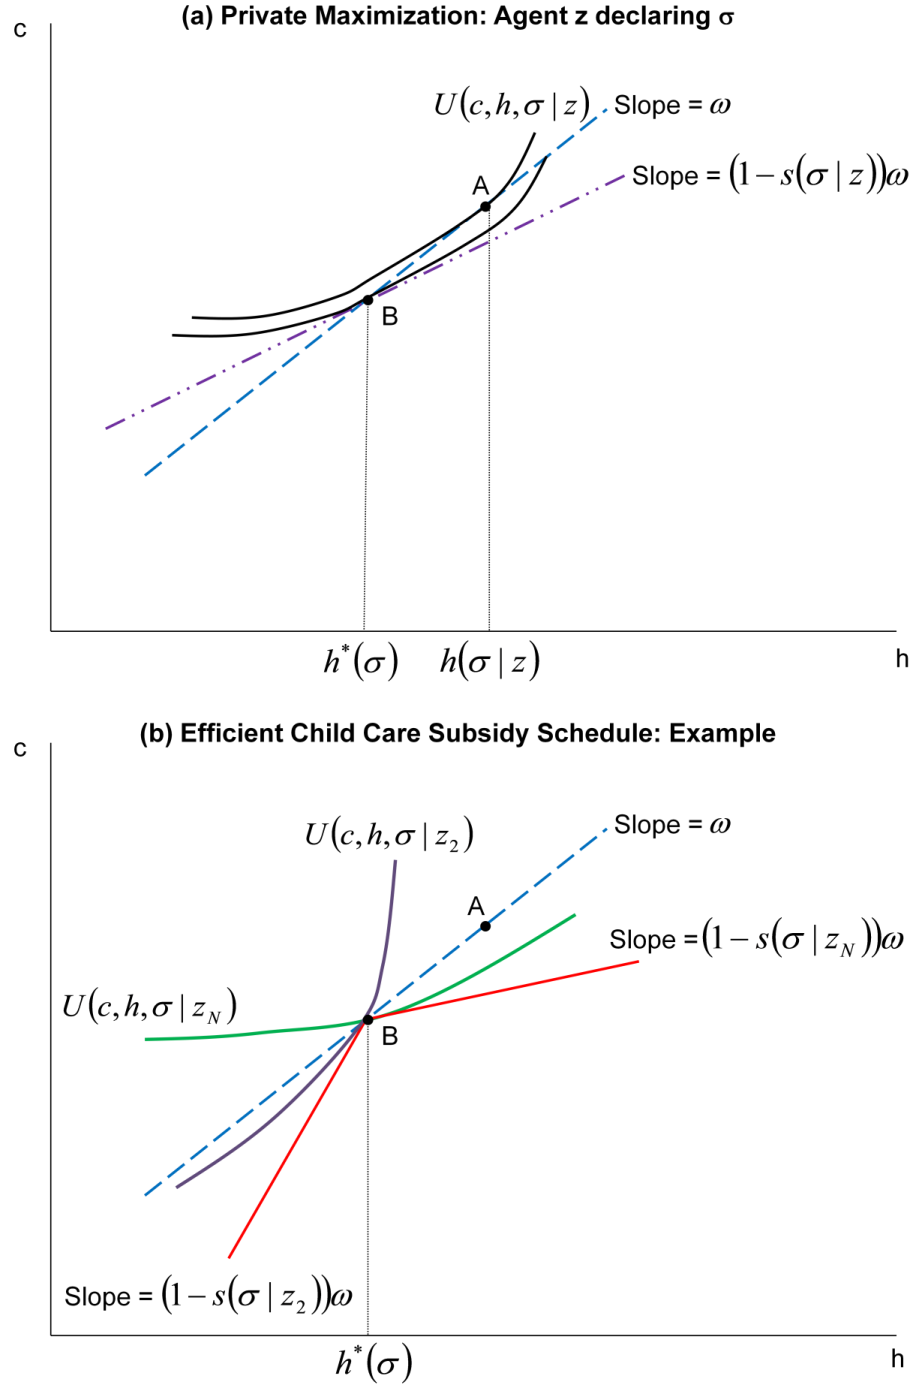 (a) Private Maximization: Agent z declaring σ
c
U(c, h, σ | z)
Slope = ω
Slope = (1 − s(σ | z))ω
A
B
h*(σ)
h(σ | z)
h
(b) Efficient Child Care Subsidy Schedule: Example
c
U(c, h, σ | z₂)
Slope = ω
A
Slope = (1 − s(σ | z_N))ω
U(c, h, σ | z_N)
B
Slope = (1 − s(σ | z₂))ω
h*(σ)
h